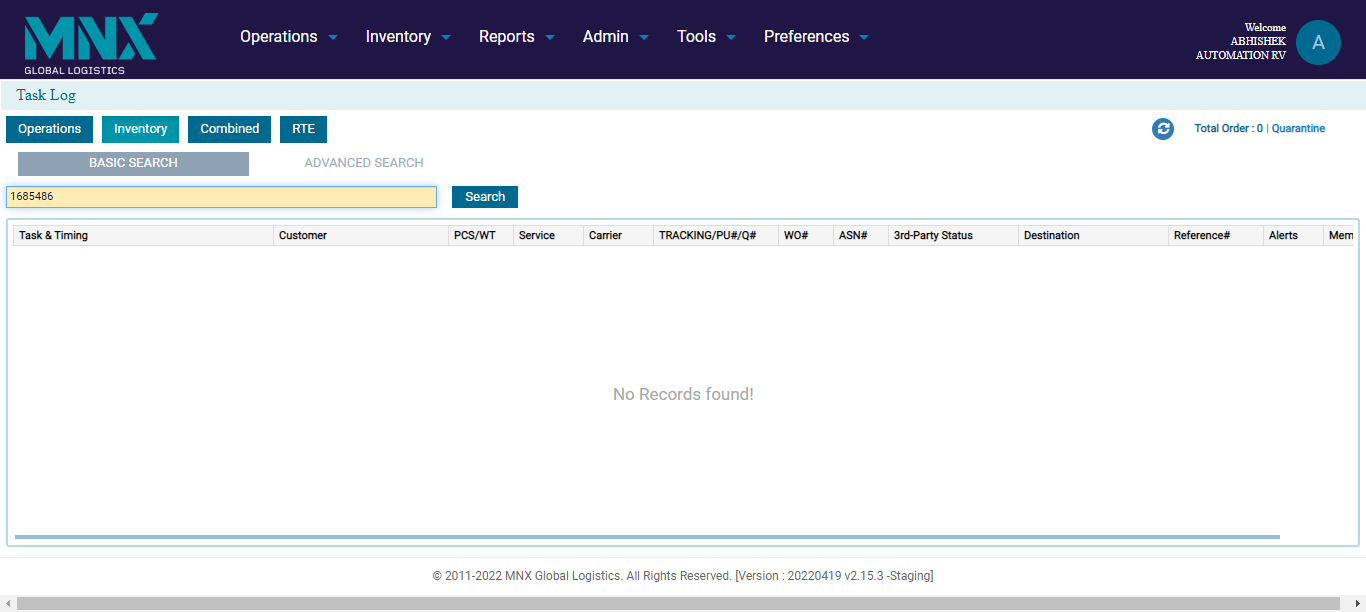 MNX
GLOBAL LOGISTICS
Operations Inventory Reports Admin Tools Preferences
Welcome
ABHISHEK
AUTOMATION RV
A
Task Log
Operations Inventory Combined RTE
Total Order : 0 | Quarantine
BASIC SEARCH ADVANCED SEARCH
1685486 Search
Task & Timing Customer PCS/WT Service Carrier TRACKING/PU#/Q# WO# ASN# 3rd-Party Status Destination Reference# Alerts Mem
No Records found!
© 2011-2022 MNX Global Logistics. All Rights Reserved. [Version : 20220419 v2.15.3 -Staging]